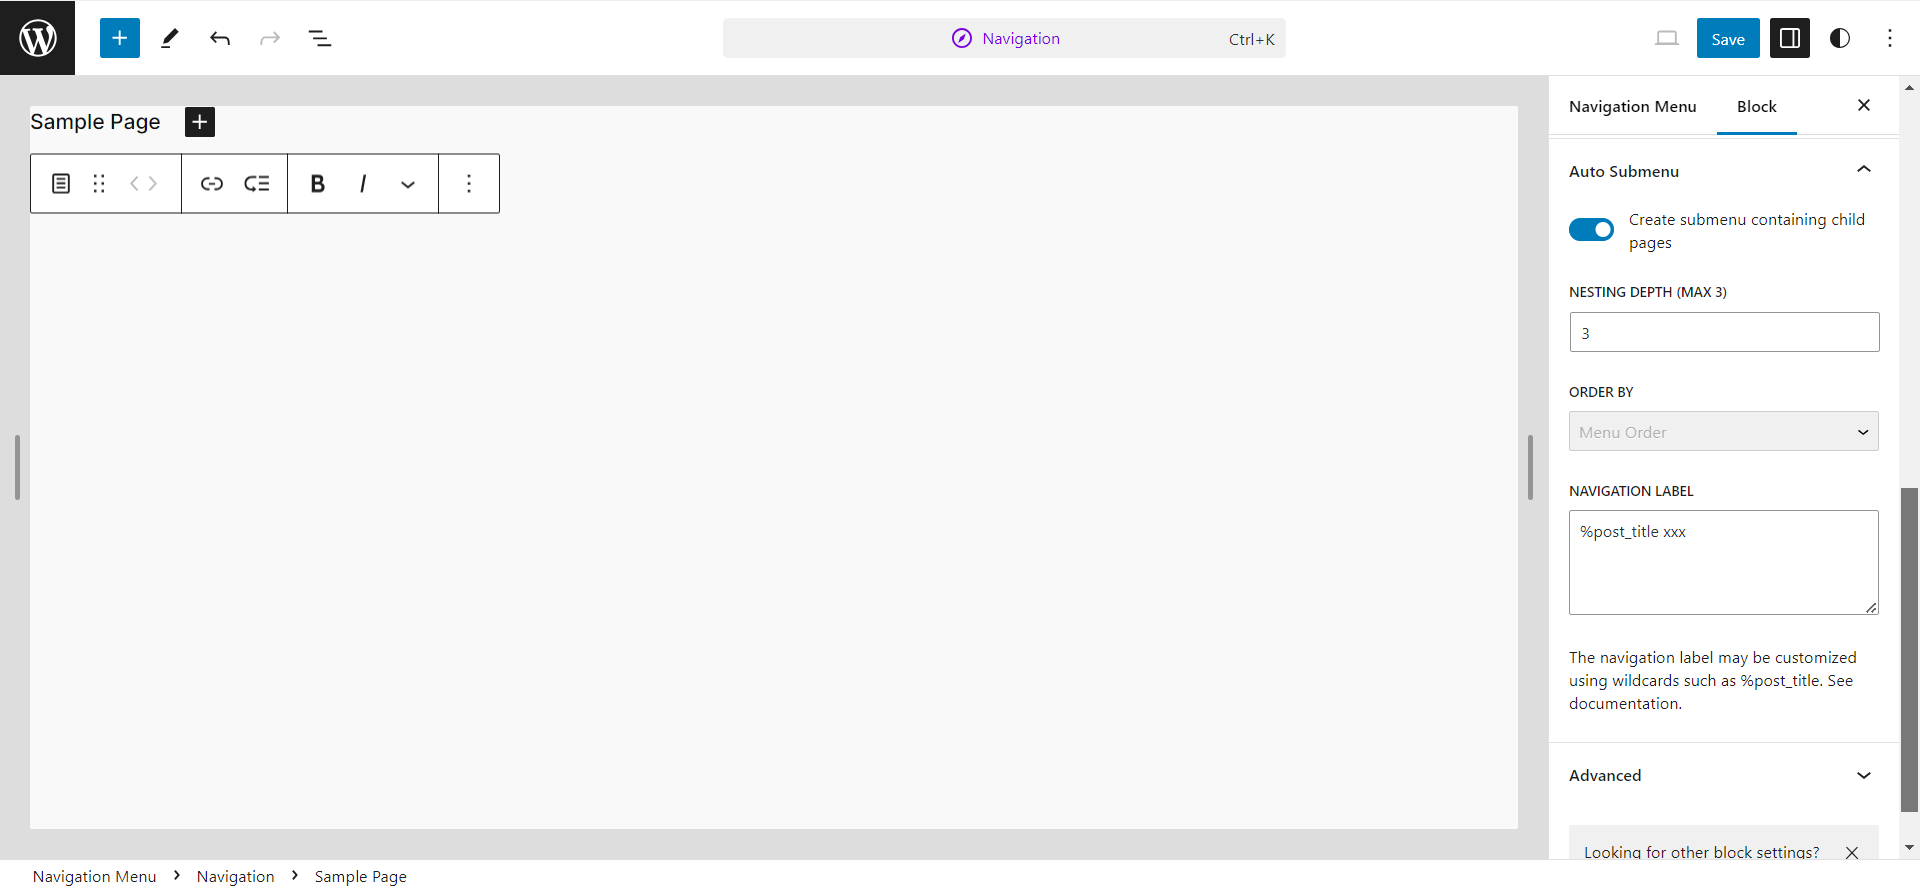 Navigation Ctrl+K Save
Sample Page
B I
Navigation Menu Block
Auto Submenu
Create submenu containing child
pages
NESTING DEPTH (MAX 3)
3
ORDER BY
Menu Order
NAVIGATION LABEL
%post_title xxx
The navigation label may be customized
using wildcards such as %post_title. See
documentation.
Advanced
Looking for other block settings?
Navigation Menu > Navigation > Sample Page